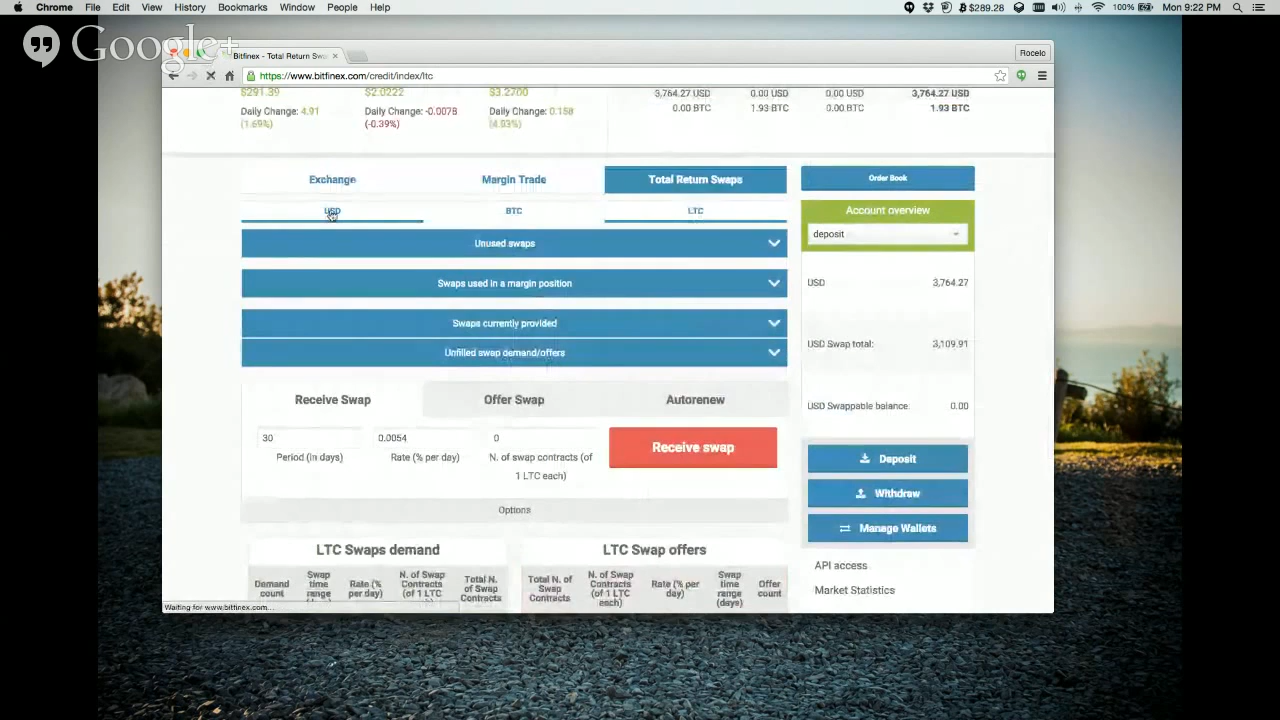 Chrome File Edit View History Bookmarks Window People Help
$289.28 100% Mon 9:22 PM
Google+
Bitfinex - Total Return Swa
Rocelo
https://www.bitfinex.com/credit/index/ltc
$291.39 $2.0222 $3.2700 3,764.27 USD 0.00 USD 0.00 USD 3,764.27 USD
0.00 BTC 1.93 BTC 0.00 BTC 1.93 BTC
Daily Change: 4.91 Daily Change: -0.0078 Daily Change: 0.158
(1.69%) (-0.39%) (4.03%)
Exchange Margin Trade Total Return Swaps Order Book
USD BTC LTC Account overview
deposit
Unused swaps
Swaps used in a margin position USD 3,764.27
Swaps currently provided
USD Swap total: 3,109.91
Unfilled swap demand/offers
Receive Swap Offer Swap Autorenew USD Swappable balance: 0.00
30 0.0054 0 Receive swap
Period (in days) Rate (% per day) N. of swap contracts (of
1 LTC each)
Deposit
Withdraw
Manage Wallets
Options
LTC Swaps demand LTC Swap offers
API access
Market Statistics
Demand count Swap time range Rate (% per day) N. of Swap Contracts (of 1 LTC Total N. of Swap Contracts Total N. of Swap Contracts N. of Swap Contracts (of 1 LTC each) Rate (% per day) Swap time range (days) Offer count
Waiting for www.bitfinex.com...